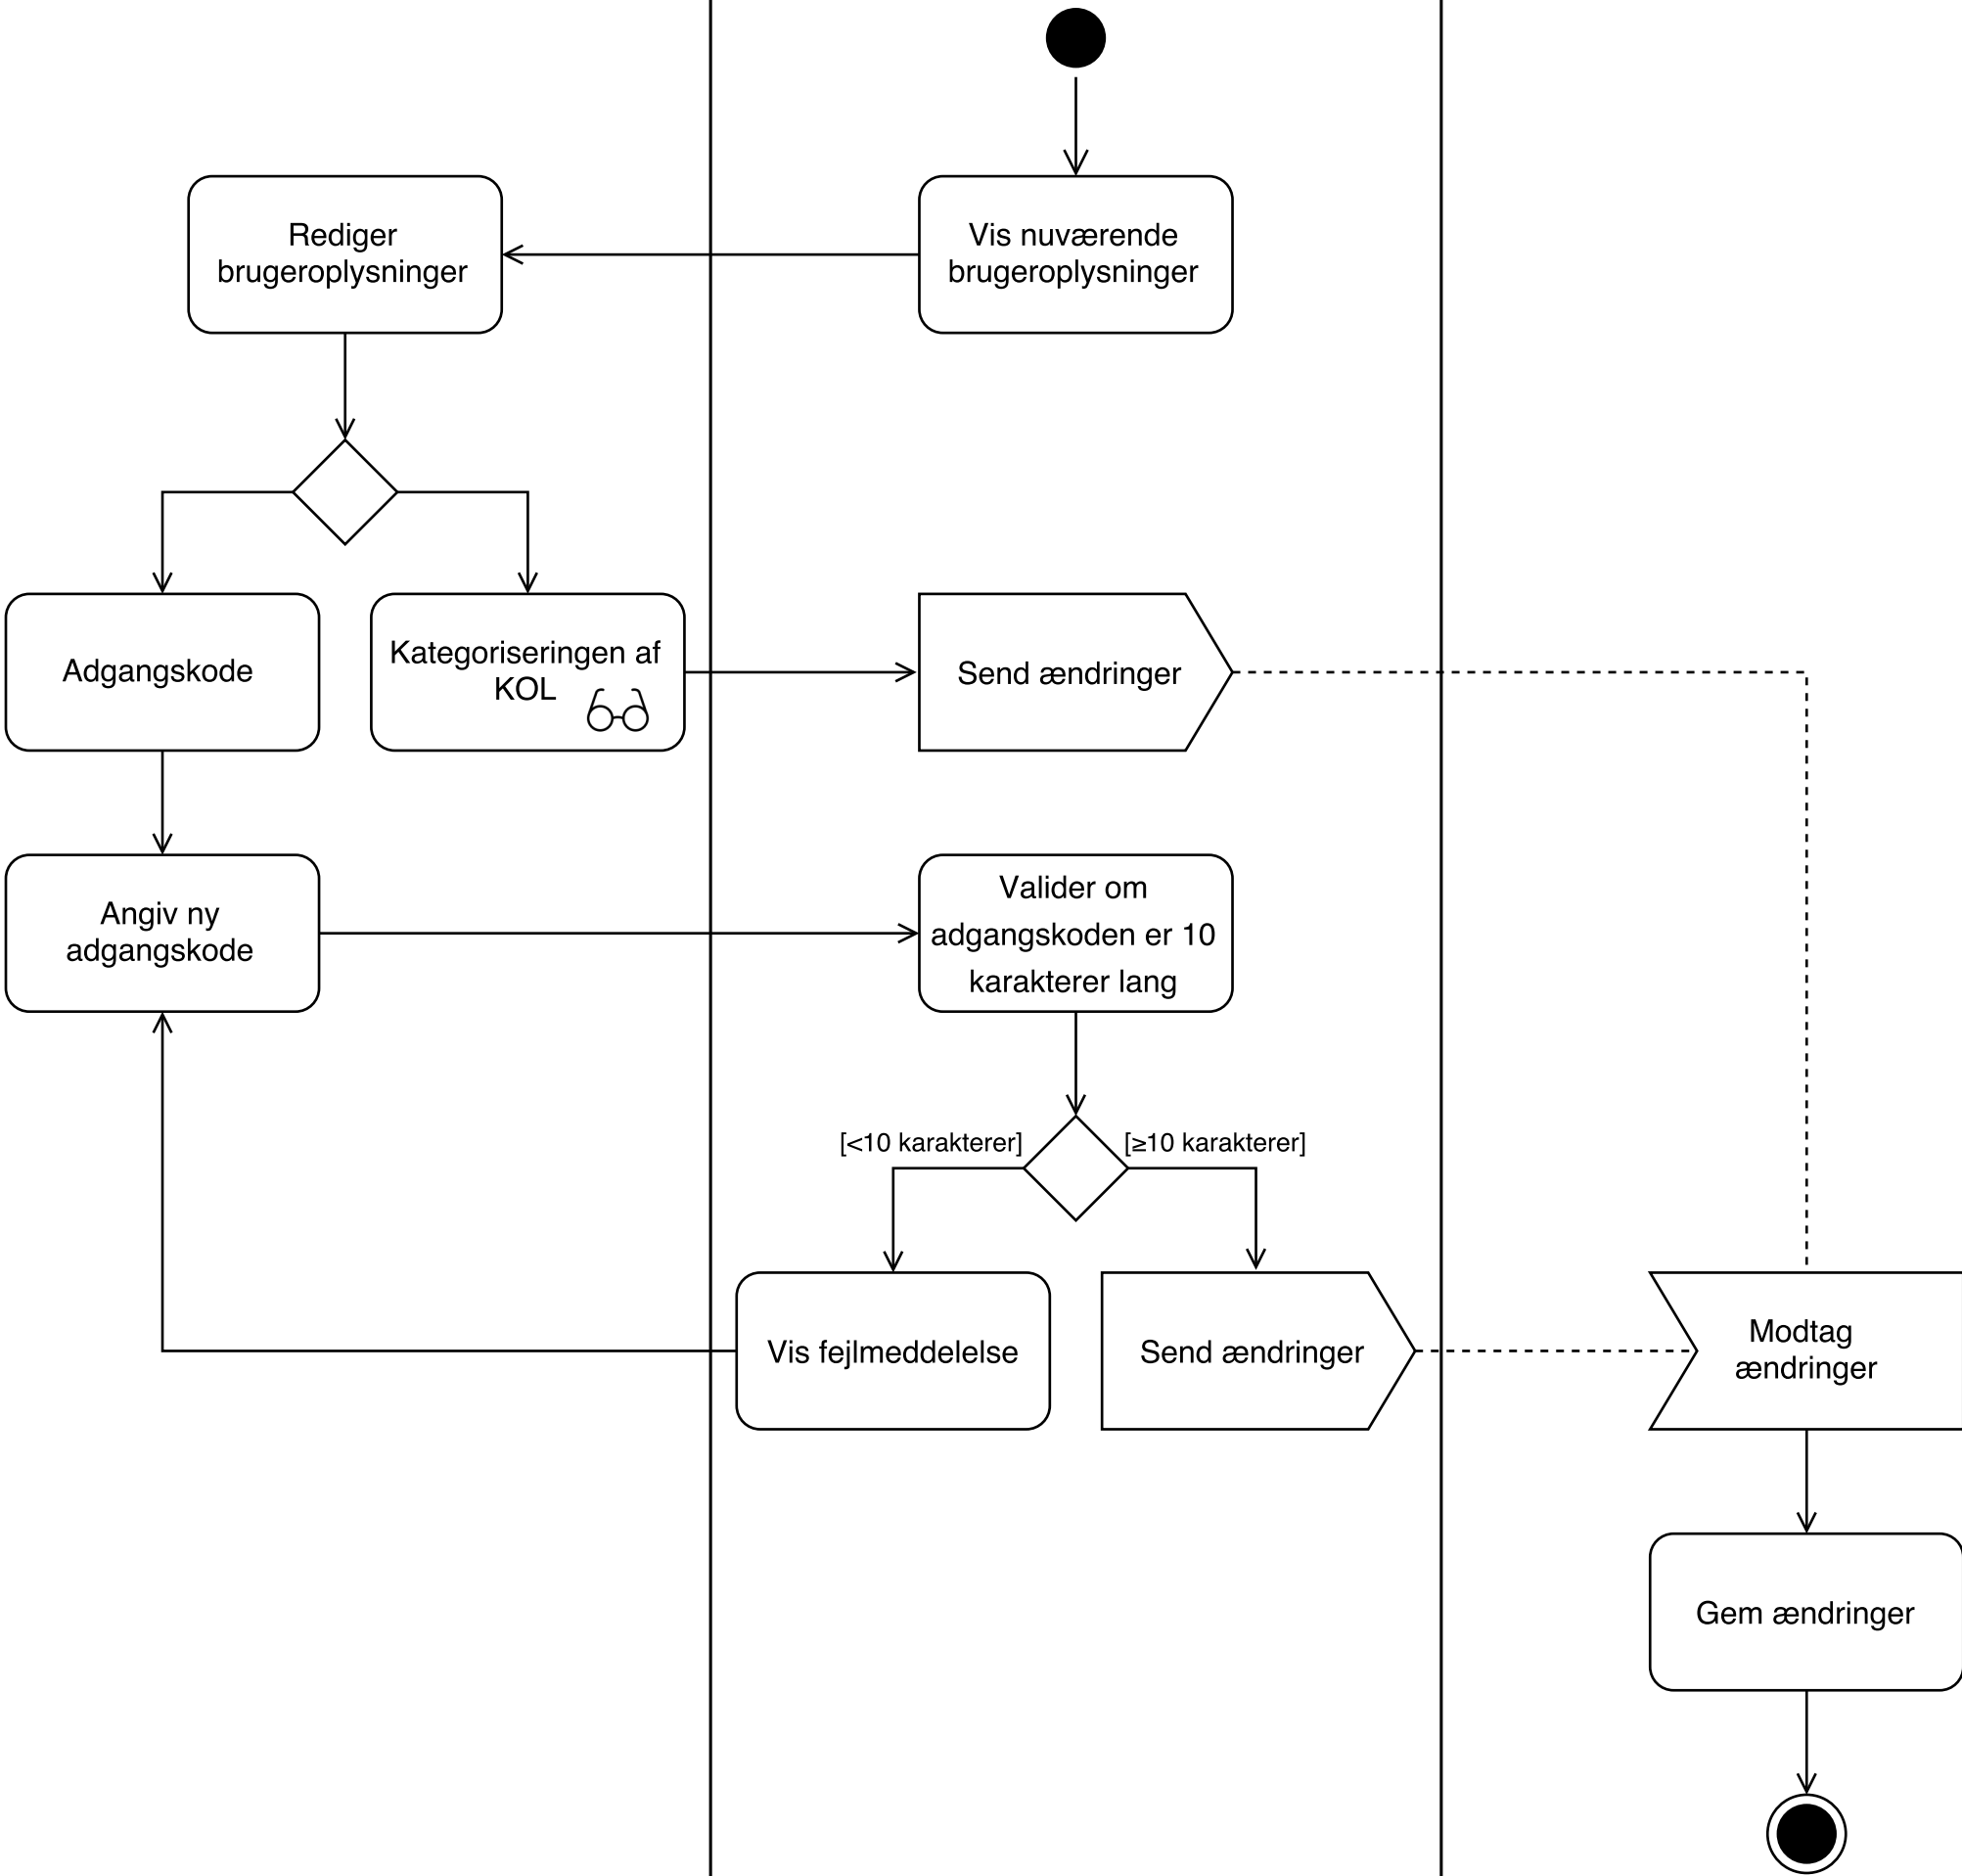 Rediger
brugeroplysninger
Vis nuværende
brugeroplysninger
Adgangskode
Kategoriseringen af
KOL
Send ændringer
Angiv ny
adgangskode
Valider om
adgangskoden er 10
karakterer lang
[<10 karakterer]
[≥10 karakterer]
Vis fejlmeddelelse
Send ændringer
Modtag
ændringer
Gem ændringer